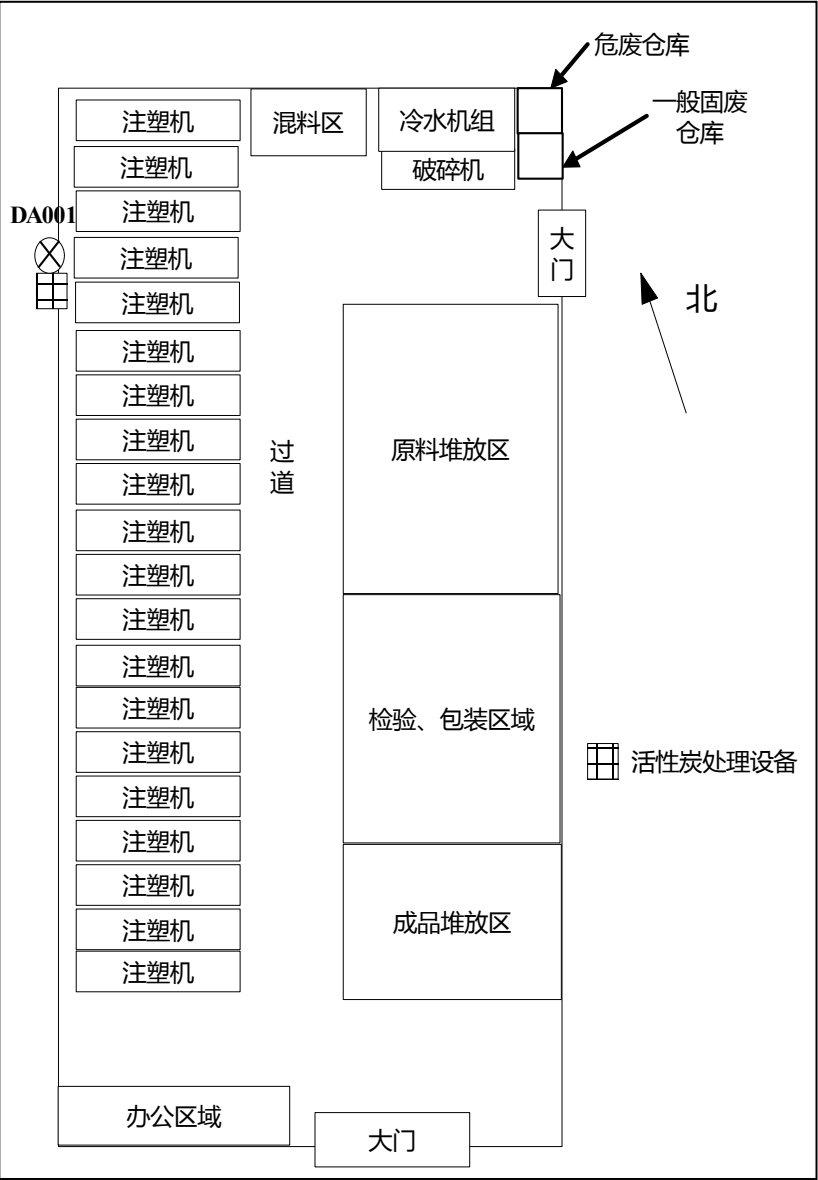 危废仓库
一般固废
仓库
注塑机
混料区
冷水机组
注塑机
破碎机
注塑机
DA001
大
门
注塑机
北
注塑机
注塑机
注塑机
注塑机
过
道
原料堆放区
注塑机
注塑机
注塑机
注塑机
注塑机
注塑机
检验、包装区域
注塑机
活性炭处理设备
注塑机
注塑机
注塑机
成品堆放区
注塑机
注塑机
办公区域
大门